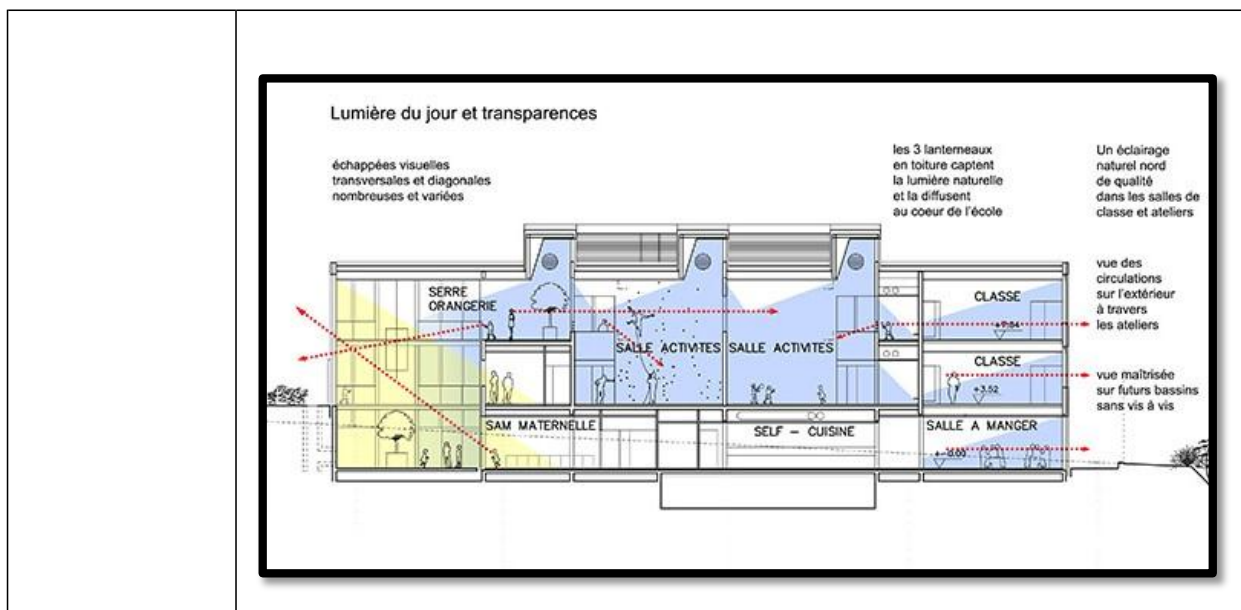 Lumière du jour et transparences
échappées visuelles
transversales et diagonales
nombreuses et variées
les 3 lanterneaux
en toiture captent
la lumière naturelle
et la diffusent
au coeur de l'école
Un éclairage
naturel nord
de qualité
dans les salles de
classe et ateliers
vue des
circulations
sur l'extérieur
à travers
les ateliers
vue maîtrisée
sur futurs bassins
sans vis à vis
SERRE
ORANGERIE
CLASSE
SALLE ACTIVITES
SALLE ACTIVITES
CLASSE
+3.52
SAM MATERNELLE
SELF - CUISINE
SALLE A MANGER